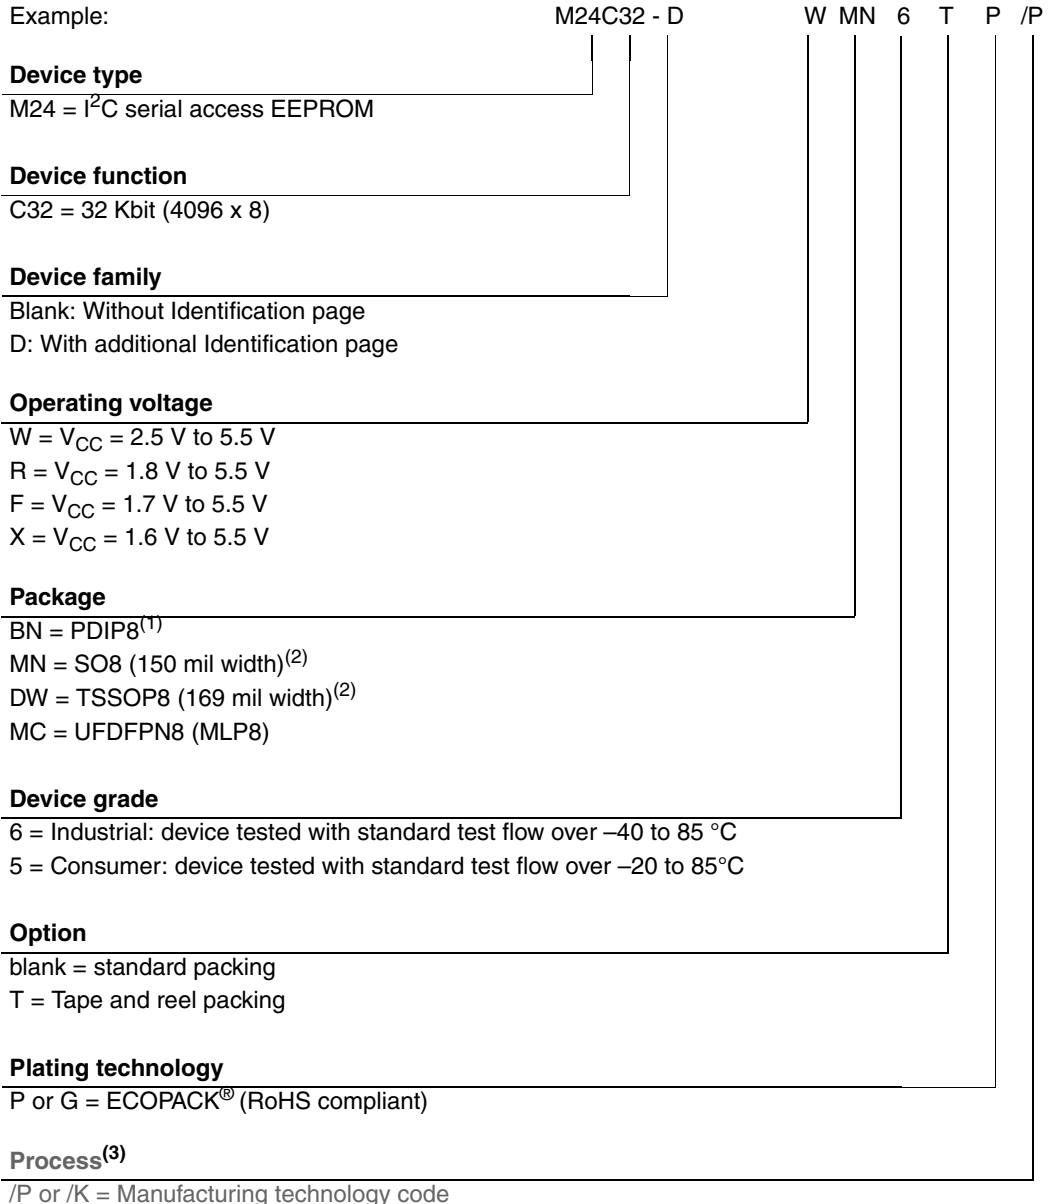 Example: M24C32 - D W MN 6 T P /P
Device type
M24 = I²C serial access EEPROM
Device function
C32 = 32 Kbit (4096 x 8)
Device family
Blank: Without Identification page
D: With additional Identification page
Operating voltage
W = VCC = 2.5 V to 5.5 V
R = VCC = 1.8 V to 5.5 V
F = VCC = 1.7 V to 5.5 V
X = VCC = 1.6 V to 5.5 V
Package
BN = PDIP8(1)
MN = SO8 (150 mil width)(2)
DW = TSSOP8 (169 mil width)(2)
MC = UFDFPN8 (MLP8)
Device grade
6 = Industrial: device tested with standard test flow over –40 to 85 °C
5 = Consumer: device tested with standard test flow over –20 to 85°C
Option
blank = standard packing
T = Tape and reel packing
Plating technology
P or G = ECOPACK® (RoHS compliant)
Process(3)
/P or /K = Manufacturing technology code